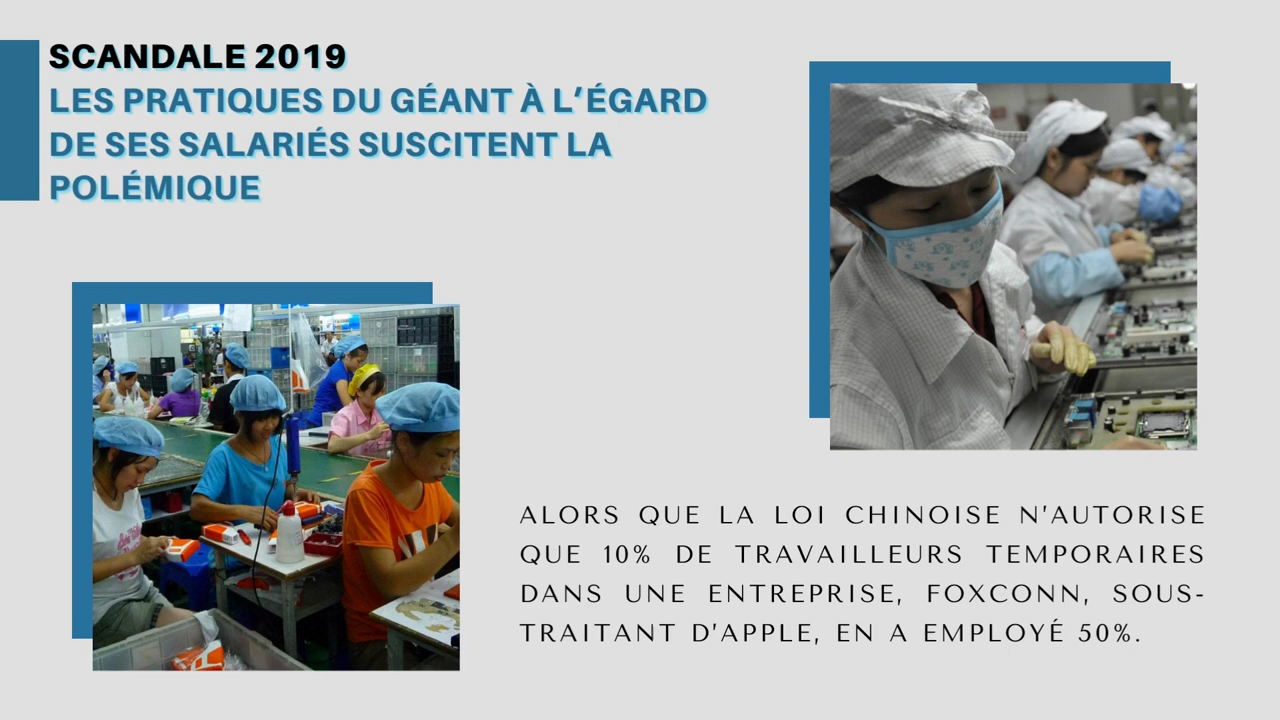 SCANDALE 2019
LES PRATIQUES DU GÉANT À L'ÉGARD
DE SES SALARIÉS SUSCITENT LA
POLÉMIQUE
ALORS QUE LA LOI CHINOISE N'AUTORISE
QUE 10% DE TRAVAILLEURS TEMPORAIRES
DANS UNE ENTREPRISE, FOXCONN, SOUS-
TRAITANT D'APPLE, EN A EMPLOYÉ 50%.